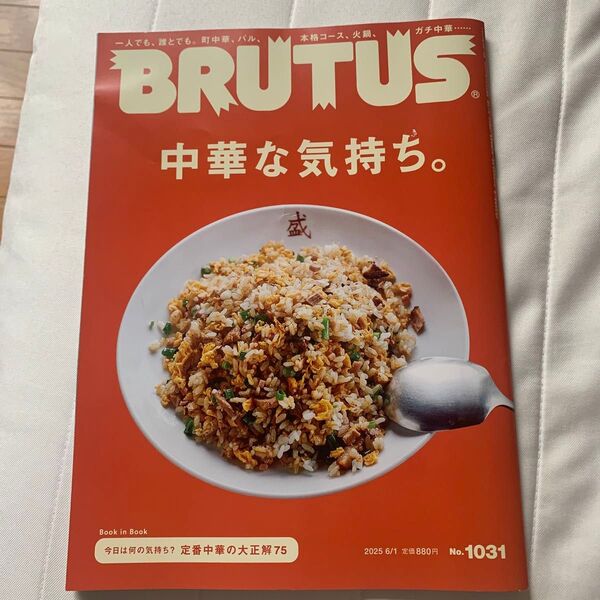 一人でも、誰とでも。町中華、バル、本格コース、火鍋、ガチ中華……
BRUTUS®
中華な気持ち。
盛
Book in Book
今日は何の気持ち? 定番中華の大正解75
2025 6/1 定価880円 No.1031